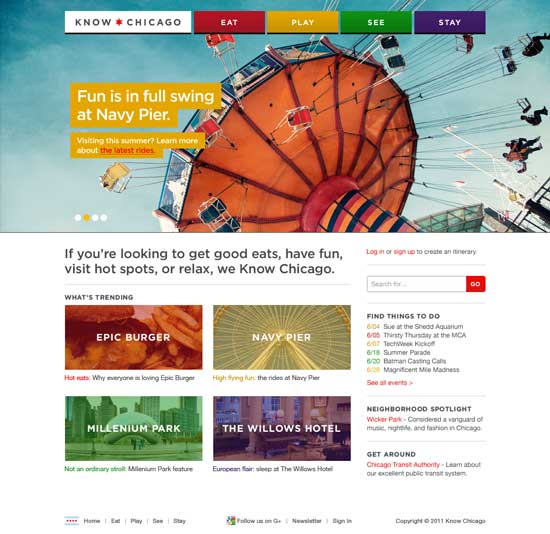 KNOW CHICAGO
EAT
PLAY
SEE
STAY
Fun is in full swing
at Navy Pier.
Visiting this summer? Learn more
about the latest rides.
If you're looking to get good eats, have fun,
visit hot spots, or relax, we Know Chicago.
WHAT'S TRENDING
EPIC BURGER
Hot eats: Why everyone is loving Epic Burger
NAVY PIER
High flying fun: the rides at Navy Pier
MILLENIUM PARK
Not an ordinary stroll: Millenium Park feature
THE WILLOWS HOTEL
European flair: sleep at The Willows Hotel
Log in or sign up to create an itinerary.
Search for...
GO
FIND THINGS TO DO
6/04 Sue at the Shedd Aquarium
6/05 Thirsty Thursday at the MCA
6/07 TechWeek Kickoff
6/18 Summer Parade
6/20 Batman Casting Calls
6/28 Magnificent Mile Madness
See all events >
NEIGHBORHOOD SPOTLIGHT
Wicker Park - Considered a vanguard of
music, nightlife, and fashion in Chicago.
GET AROUND
Chicago Transit Authority - Learn about
our excellent public transit system.
Home | Eat | Play | See | Stay
Follow us on G+ | Newsletter | Sign In
Copyright © 2011 Know Chicago